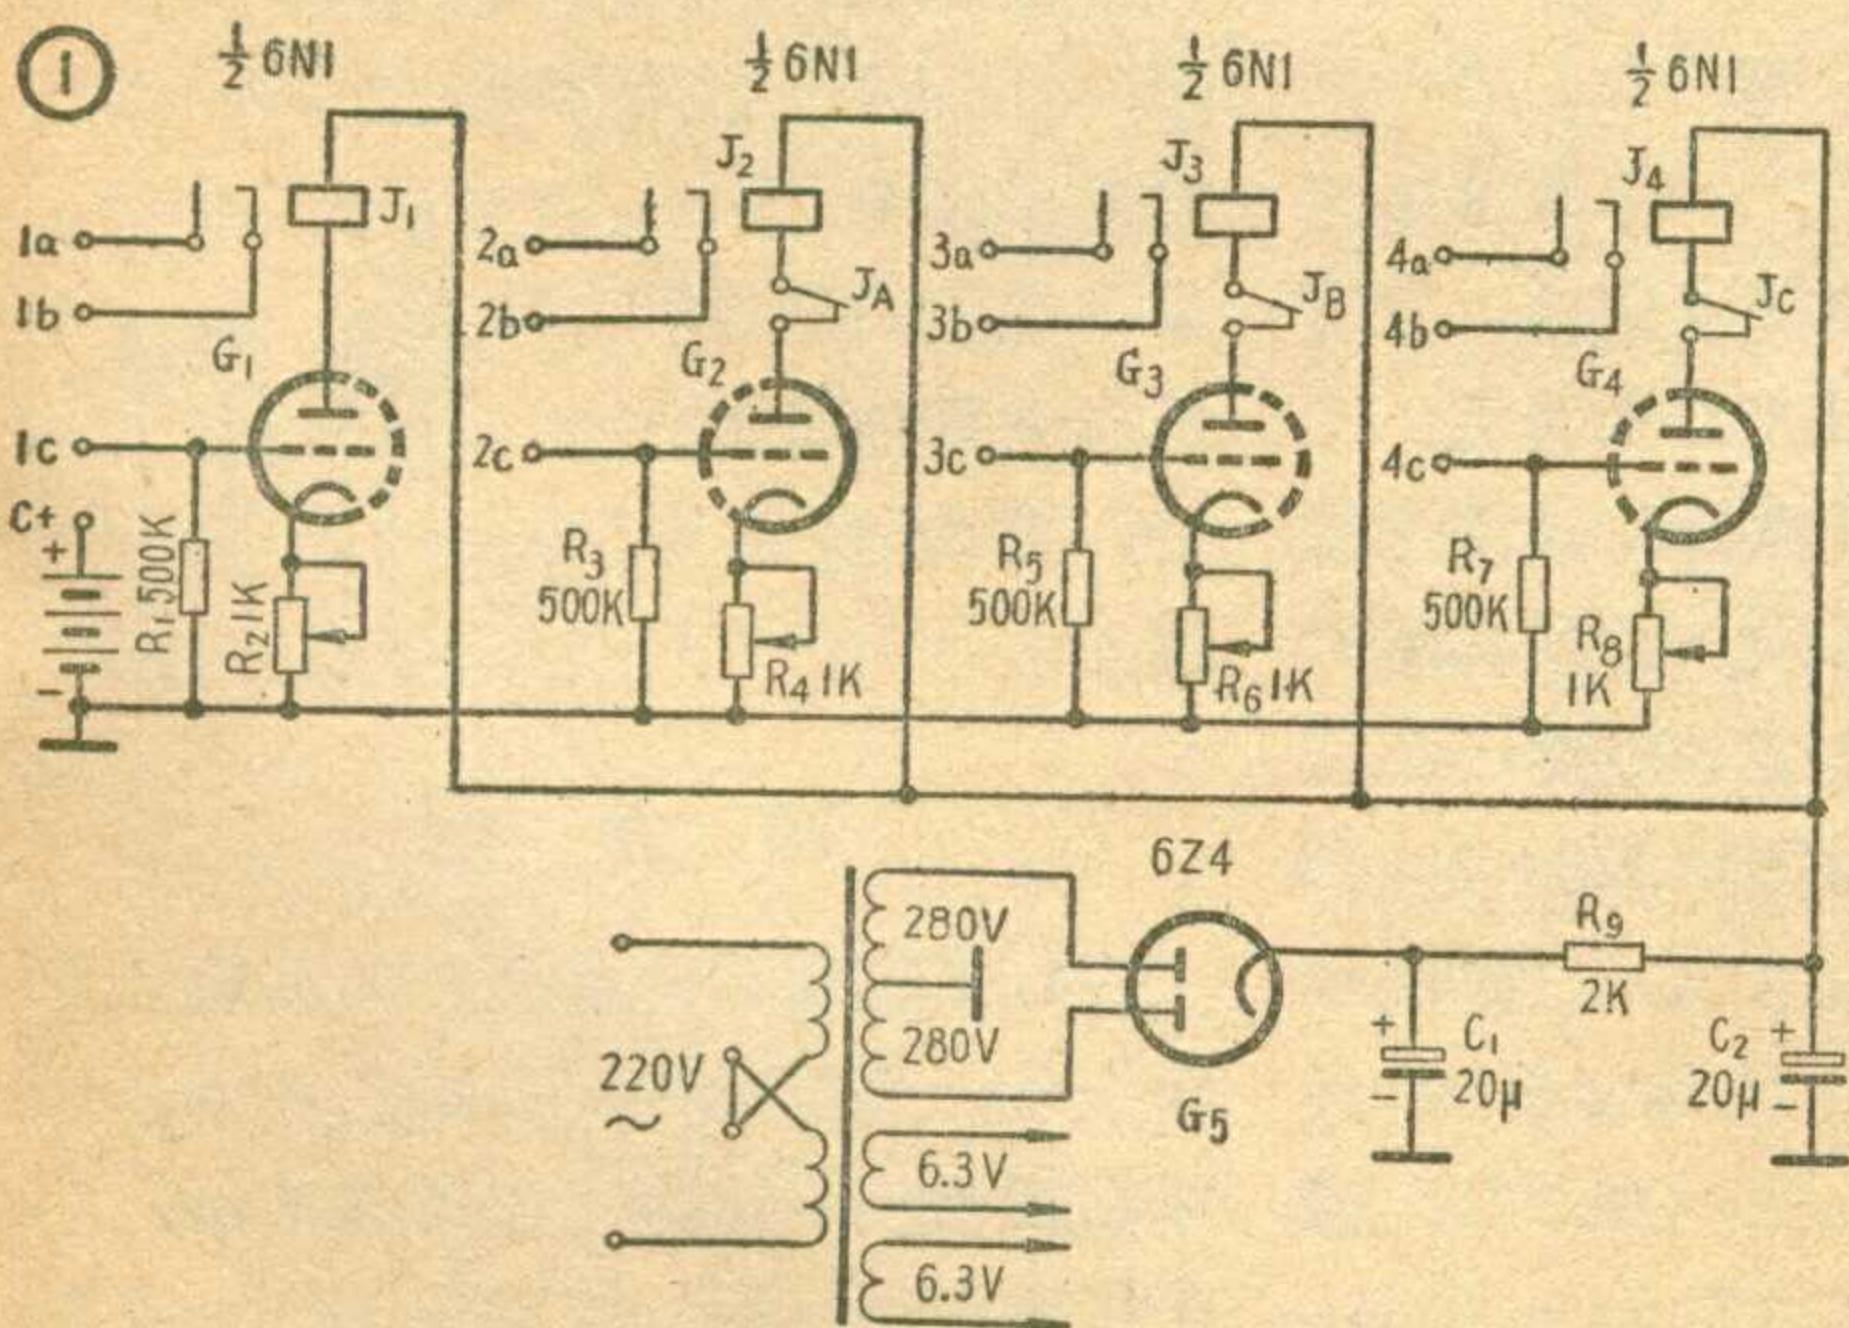 1
½ 6N1
½ 6N1
½ 6N1
½ 6N1
J₁
J₂
J₃
J₄
1a
2a
3a
4a
J_A
J_B
J_C
1b
2b
3b
4b
G₁
G₂
G₃
G₄
1c
2c
3c
4c
C+
+
-
R₁ 500K
R₂ 1K
R₃
500K
R₄ 1K
R₅
500K
R₆ 1K
R₇
500K
R₈
1K
6Z4
280V
280V
220V
~
G₅
R₉
2K
+
C₁
20μ
-
C₂
+
20μ
-
6.3V
6.3V